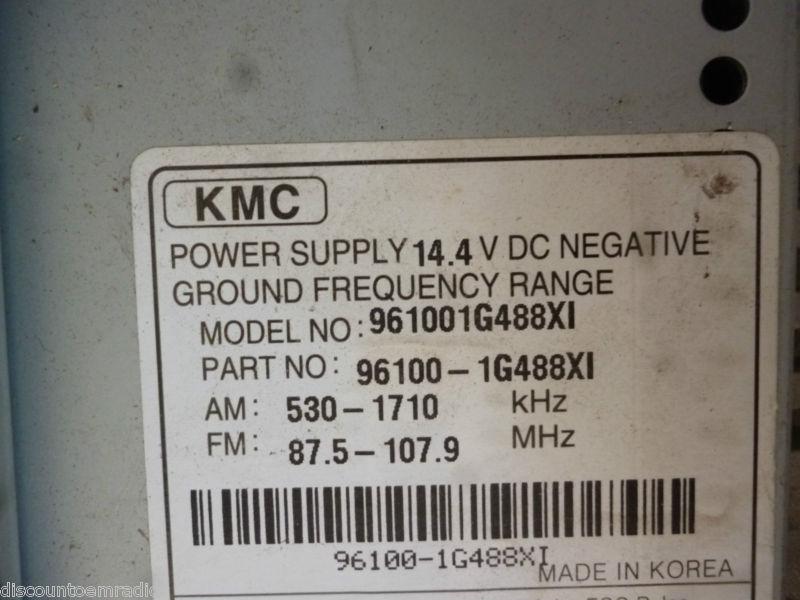 KMC
POWER SUPPLY 14.4 V DC NEGATIVE
GROUND FREQUENCY RANGE
MODEL NO: 961001G488XI
PART NO: 96100-1G488XI
AM: 530-1710 kHz
FM: 87.5-107.9 MHz
96100-1G488XI
MADE IN KOREA
discountoemradio